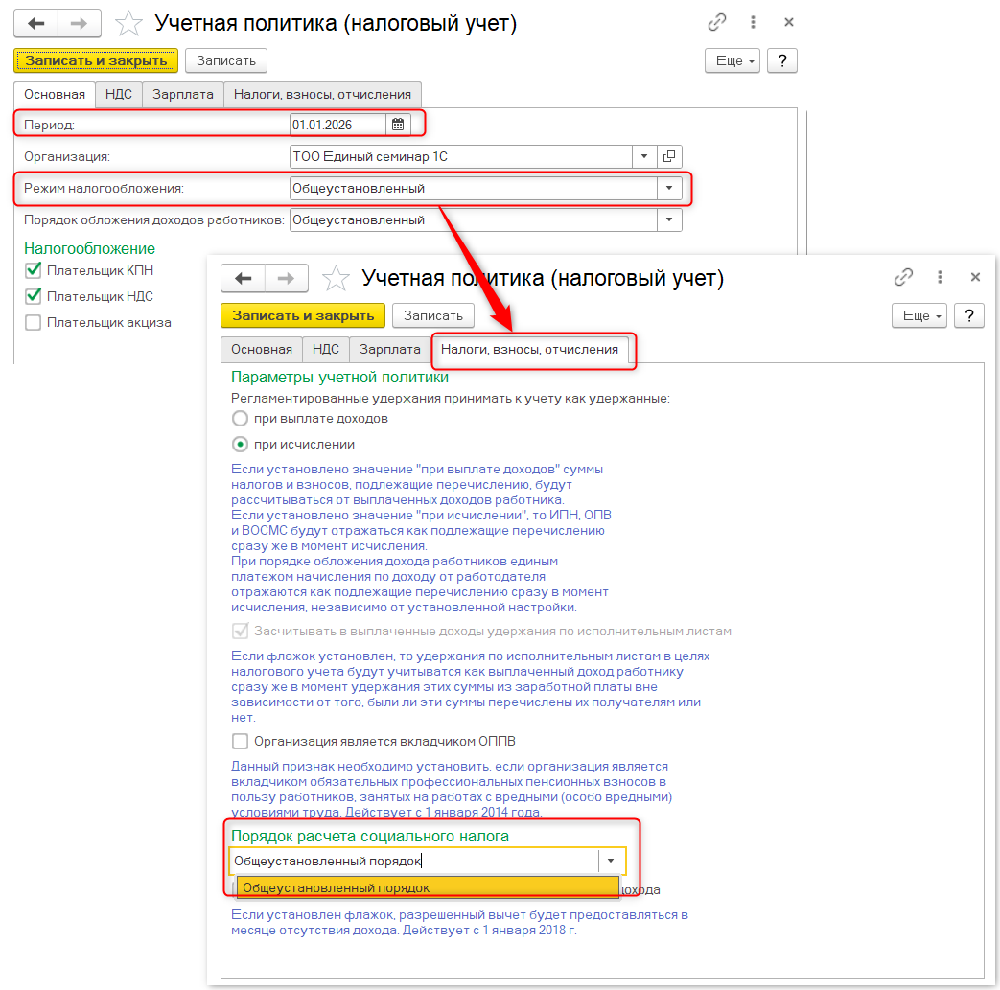 Учетная политика (налоговый учет)
Записать и закрыть
Записать
Еще
?
Основная
НДС
Зарплата
Налоги, взносы, отчисления
Период:
01.01.2026
Организация:
ТОО Единый семинар 1С
Режим налогообложения:
Общеустановленный
Порядок обложения доходов работников:
Общеустановленный
Налогообложение
Плательщик КПН
Плательщик НДС
Плательщик акциза
Учетная политика (налоговый учет)
Записать и закрыть
Записать
Еще
?
Основная
НДС
Зарплата
Налоги, взносы, отчисления
Параметры учетной политики
Регламентированные удержания принимать к учету как удержанные:
при выплате доходов
при исчислении
Если установлено значение "при выплате доходов" суммы
налогов и взносов, подлежащие перечислению, будут
рассчитываться от выплаченных доходов работника.
Если установлено значение "при исчислении", то ИПН, ОПВ
и ВОСМС будут отражаться как подлежащие перечислению
сразу же в момент исчисления.
При порядке обложения дохода работников единым
платежом начисления по доходу от работодателя
отражаются как подлежащие перечислению сразу в момент
исчисления, независимо от установленной настройки.
Засчитывать в выплаченные доходы удержания по исполнительным листам
Если флажок установлен, то удержания по исполнительным листам в целях
налогового учета будут учитыватся как выплаченный доход работнику
сразу же в момент удержания этих суммы из заработной платы вне
зависимости от того, были ли эти суммы перечислены их получателям или
нет.
Организация является вкладчиком ОППВ
Данный признак необходимо установить, если организация является
вкладчиком обязательных профессиональных пенсионных взносов в
пользу работников, занятых на работах с вредными (особо вредными)
условиями труда. Действует с 1 января 2014 года.
Порядок расчета социального налога
Общеустановленный порядок
Общеустановленный порядок
дохода
Если установлен флажок, разрешенный вычет будет предоставляться в
месяце отсутствия дохода. Действует с 1 января 2018 г.